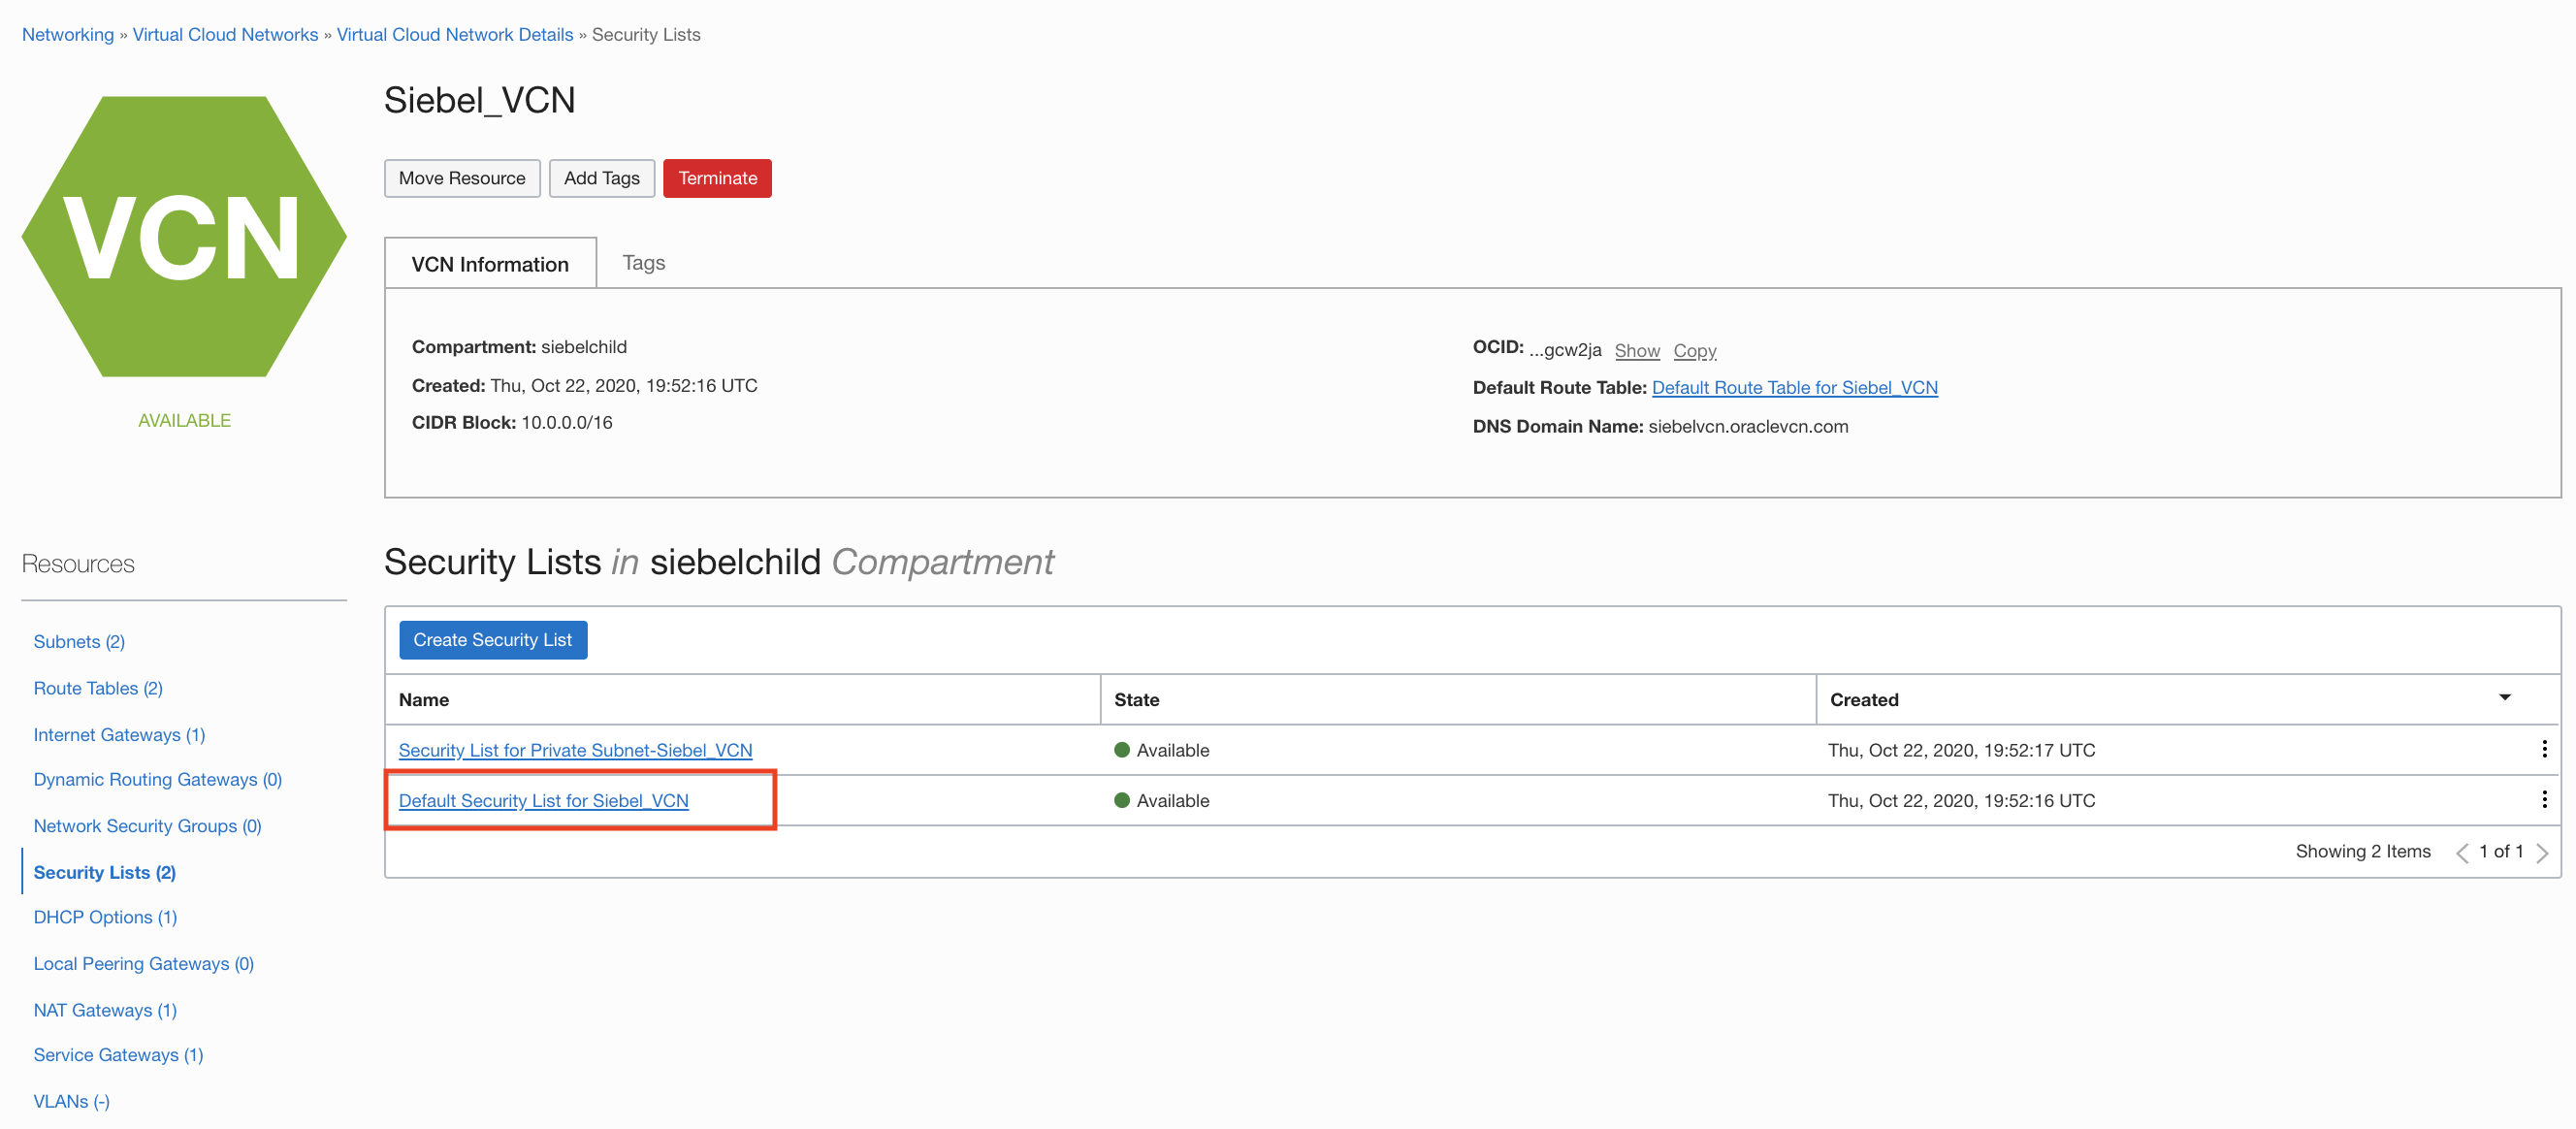 Networking » Virtual Cloud Networks » Virtual Cloud Network Details » Security Lists
VCN
AVAILABLE
Siebel_VCN
Move Resource Add Tags Terminate
VCN Information Tags
Compartment: siebelchild
Created: Thu, Oct 22, 2020, 19:52:16 UTC
CIDR Block: 10.0.0.0/16
OCID: ...gcw2ja Show Copy
Default Route Table: Default Route Table for Siebel_VCN
DNS Domain Name: siebelvcn.oraclevcn.com
Resources
Subnets (2)
Route Tables (2)
Internet Gateways (1)
Dynamic Routing Gateways (0)
Network Security Groups (0)
Security Lists (2)
DHCP Options (1)
Local Peering Gateways (0)
NAT Gateways (1)
Service Gateways (1)
VLANs (-)
Security Lists in siebelchild Compartment
Create Security List
Name State Created
Security List for Private Subnet-Siebel_VCN Available Thu, Oct 22, 2020, 19:52:17 UTC
Default Security List for Siebel_VCN Available Thu, Oct 22, 2020, 19:52:16 UTC
Showing 2 Items < 1 of 1 >